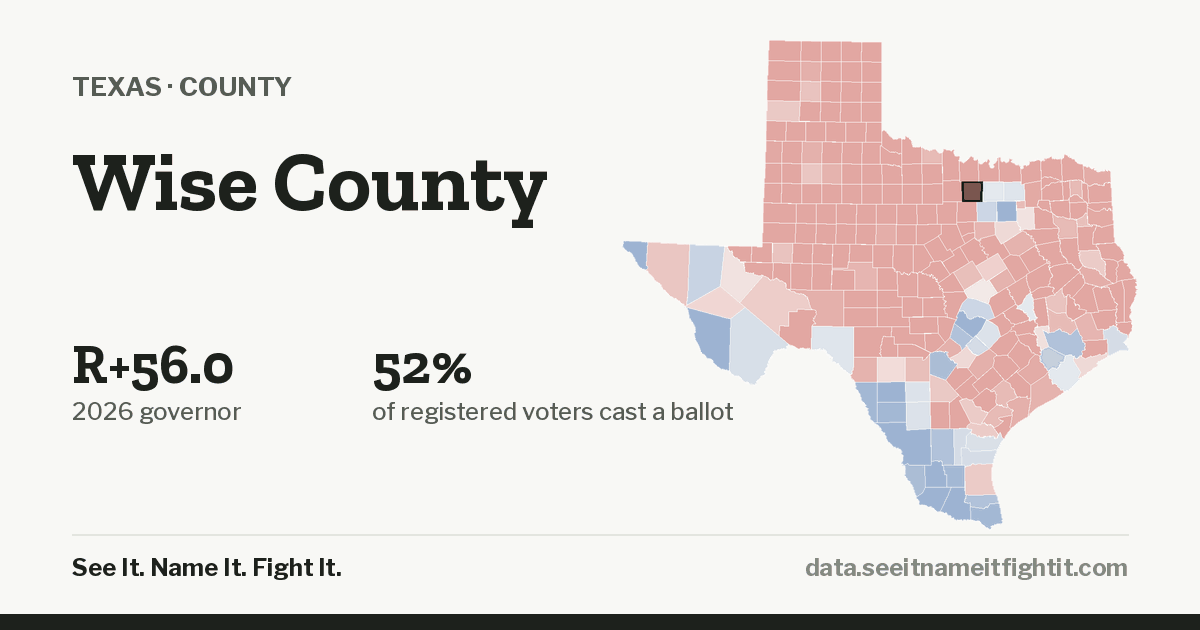 TEXAS · COUNTY
Wise County
R+56.0
2026 governor
52%
of registered voters cast a ballot
See It. Name It. Fight It.
data.seeitnameitfightit.com